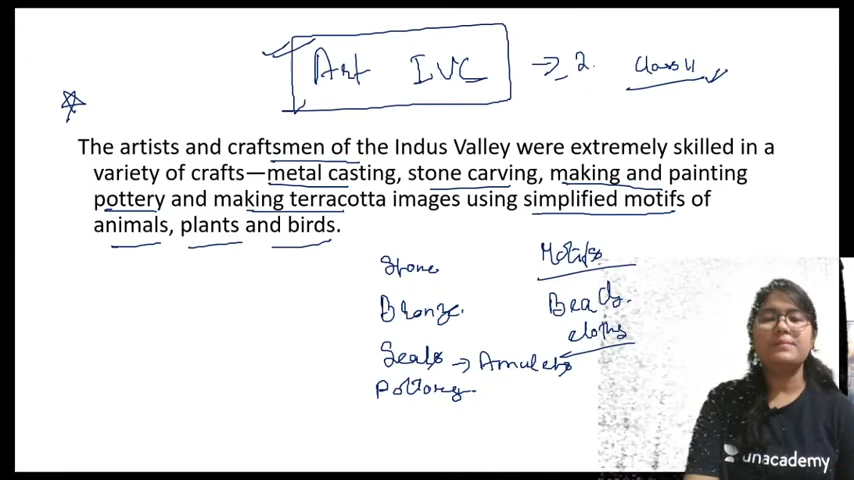 Art IVC → 2. Class 11
The artists and craftsmen of the Indus Valley were extremely skilled in a
variety of crafts—metal casting, stone carving, making and painting
pottery and making terracotta images using simplified motifs of
animals, plants and birds.
Stone
Bronze.
Seals → Amulets
Pottery
Motifs
Beads.
cloths
unacademy